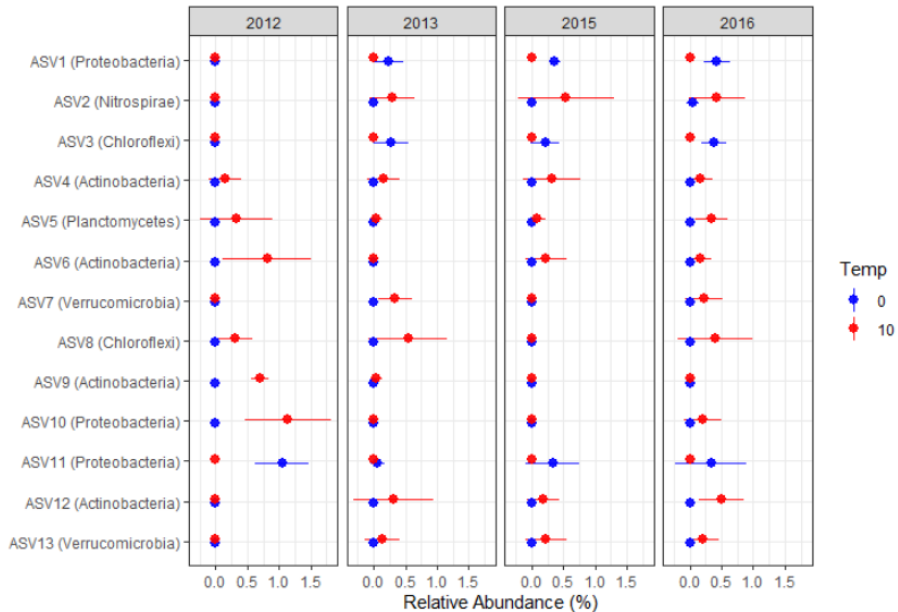 2012 2013 2015 2016
ASV1 (Proteobacteria)
ASV2 (Nitrospirae)
ASV3 (Chloroflexi)
ASV4 (Actinobacteria)
ASV5 (Planctomycetes)
ASV6 (Actinobacteria)
ASV7 (Verrucomicrobia)
ASV8 (Chloroflexi)
ASV9 (Actinobacteria)
ASV10 (Proteobacteria)
ASV11 (Proteobacteria)
ASV12 (Actinobacteria)
ASV13 (Verrucomicrobia)
0.0 0.5 1.0 1.5 0.0 0.5 1.0 1.5 0.0 0.5 1.0 1.5 0.0 0.5 1.0 1.5
Relative Abundance (%)
Temp
0
10